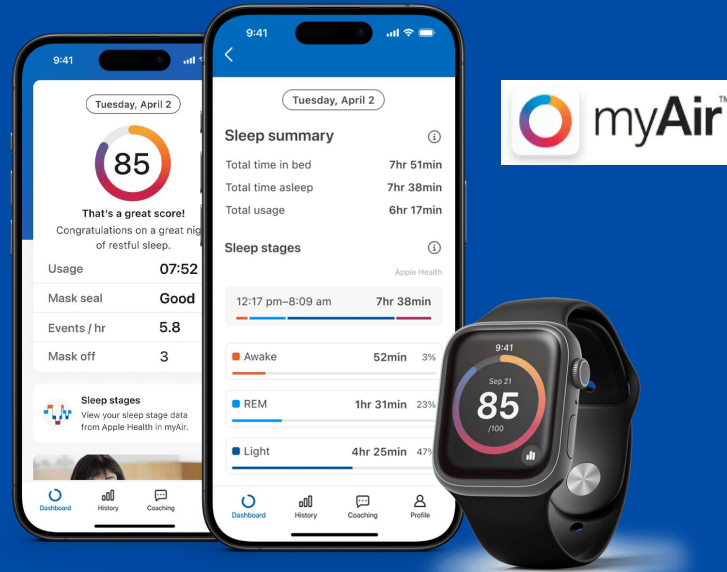 9:41
Tuesday, April 2
85
That's a great score!
Congratulations on a great nig
of restful sleep.
Usage 07:52
Mask seal Good
Events / hr 5.8
Mask off 3
Sleep stages
View your sleep stage data
from Apple Health in myAir.
Dashboard History Coaching
9:41
Tuesday, April 2
Sleep summary
Total time in bed 7hr 51min
Total time asleep 7hr 38min
Total usage 6hr 17min
Sleep stages
Apple Health
12:17 pm–8:09 am 7hr 38min
Awake 52min 3%
REM 1hr 31min 23%
Light 4hr 25min 47%
Dashboard History Coaching Profile
myAir™
9:41
Sep 21
85
/100